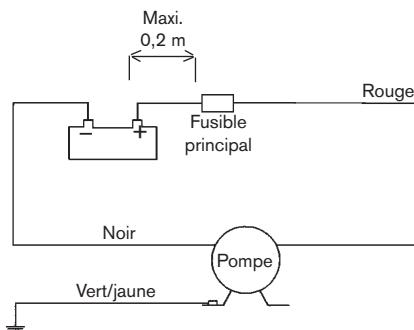 Maxi.
0,2 m
Rouge
− +
Fusible
principal
Noir
Pompe
Vert/jaune